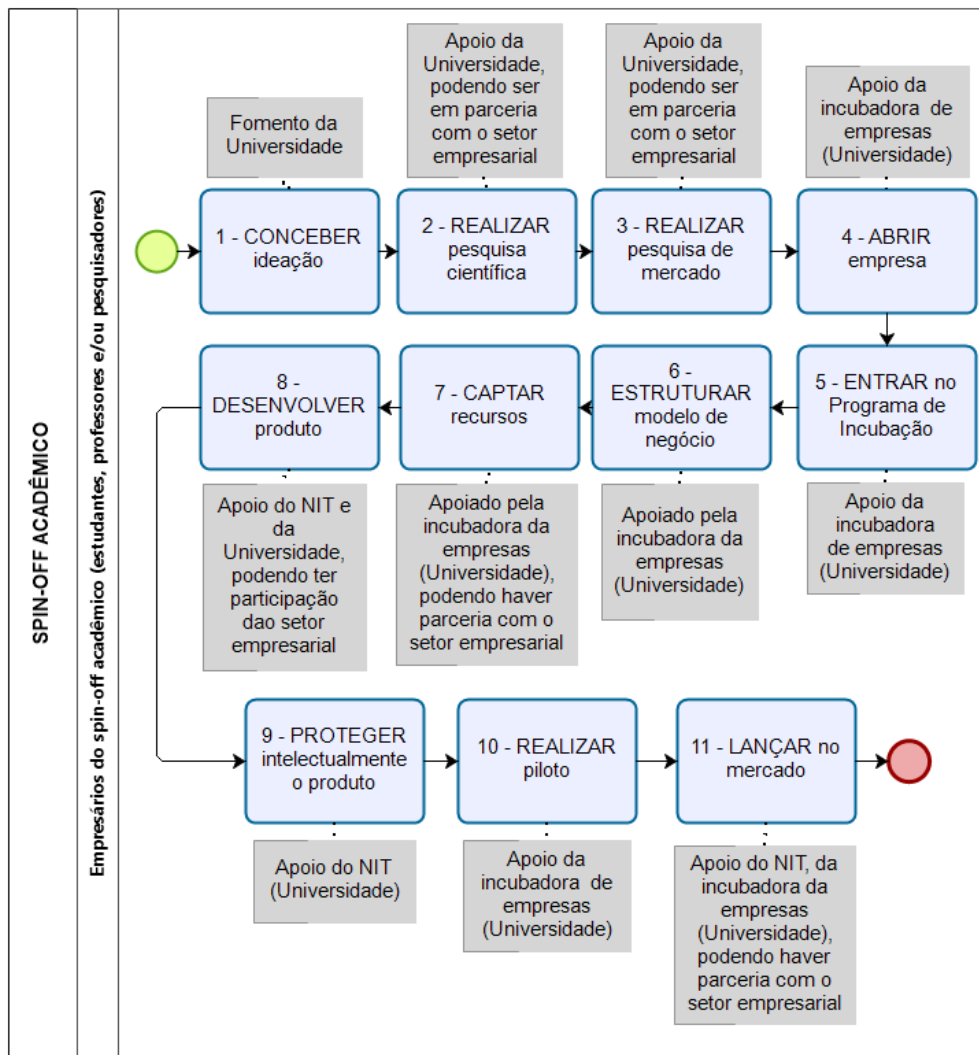 SPIN-OFF ACADÊMICO
Empresários do spin-off acadêmico (estudantes, professores e/ou pesquisadores)
Fomento da
Universidade
Apoio da
Universidade,
podendo ser
em parceria
com o setor
empresarial
Apoio da
Universidade,
podendo ser
em parceria
com o setor
empresarial
Apoio da
incubadora de
empresas
(Universidade)
1 - CONCEBER
ideação
2 - REALIZAR
pesquisa
científica
3 - REALIZAR
pesquisa de
mercado
4 - ABRIR
empresa
8 -
DESENVOLVER
produto
7 - CAPTAR
recursos
6 -
ESTRUTURAR
modelo de
negócio
5 - ENTRAR no
Programa de
Incubação
Apoio do NIT e
da
Universidade,
podendo ter
participação
dao setor
empresarial
Apoiado pela
incubadora da
empresas
(Universidade),
podendo haver
parceria com o
setor empresarial
Apoiado pela
incubadora da
empresas
(Universidade)
Apoio da
incubadora
de empresas
(Universidade)
9 - PROTEGER
intelectualmente
o produto
10 - REALIZAR
piloto
11 - LANÇAR no
mercado
Apoio do NIT
(Universidade)
Apoio da
incubadora de
empresas
(Universidade)
Apoio do NIT, da
incubadora da
empresas
(Universidade),
podendo haver
parceria com o
setor empresarial